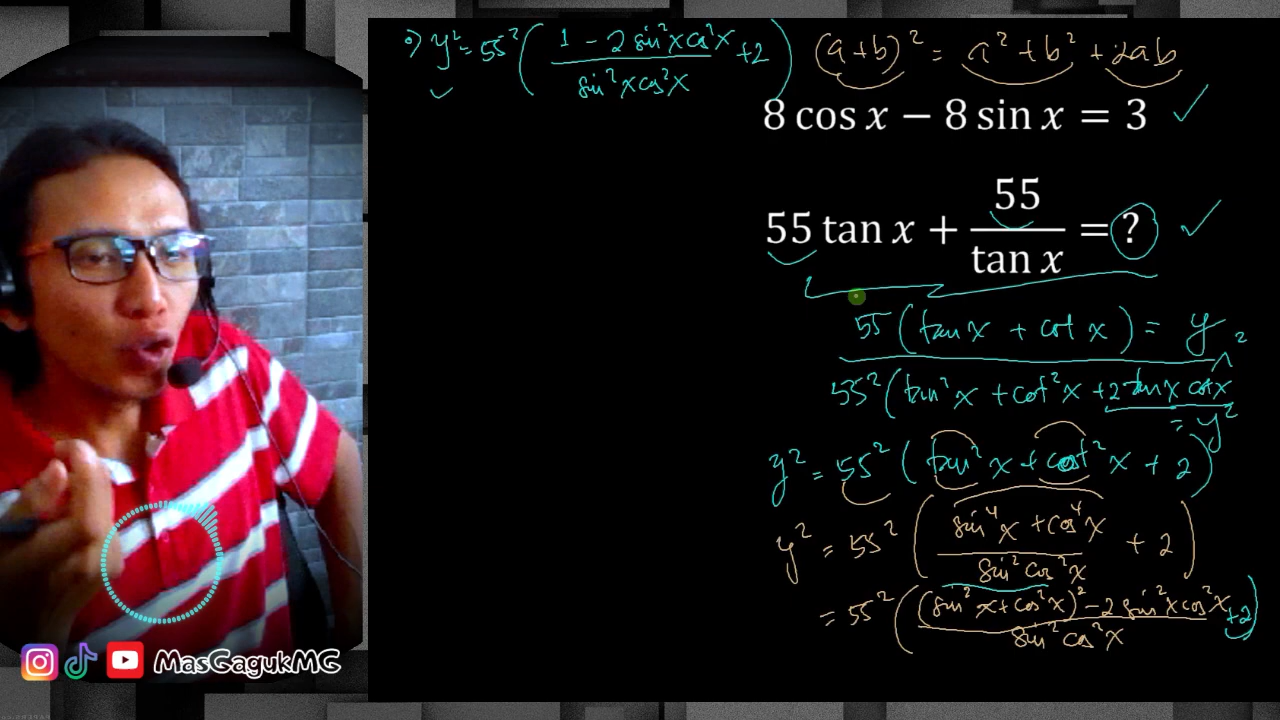 •) y² = 55² ( (1 - 2 sin²x cos²x)/(sin²x cos²x) + 2 )
(a+b)² = a² + b² + 2ab
8 cos x − 8 sin x = 3
55 tan x + 55/tan x = ?
55 (tan x + cot x) = y
55² (tan²x + cot²x + 2 tan x cot x
= y²
y² = 55² (tan²x + cot²x + 2)
y² = 55² ( (sin⁴x + cos⁴x)/(sin² cos²x) + 2 )
= 55² ( ((sin²x + cos²x)² - 2 sin²x cos²x)/(sin² cos²x) + 2 )
MasGagukMG